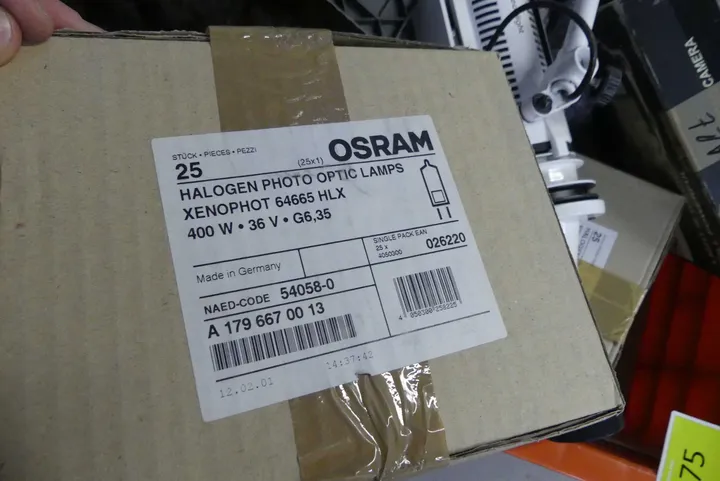 STÜCK • PIECES • PEZZI
25
(25x1)
OSRAM
HALOGEN PHOTO OPTIC LAMPS
XENOPHOT 64665 HLX
400 W • 36 V • G6,35
Made in Germany
SINGLE PACK EAN
25 x
4050300
026220
NAED-CODE 54058-0
A 179 667 00 13
12.02.01
14:37:42
CAMERA
25
75